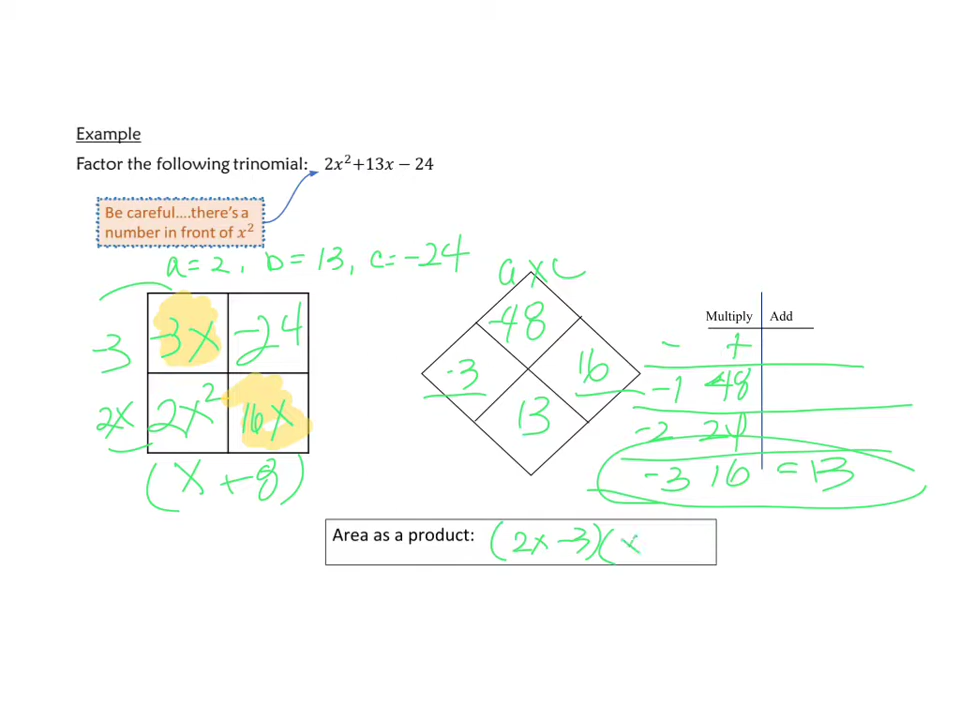 Example
Factor the following trinomial: 2x²+13x − 24
Be careful....there's a
number in front of x²
a = 2, b = 13, c = -24
-3 -3x -24
2x 2x² 16x
(x + 8)
a x c
-48
-3 16
13
Multiply Add
- +
-1 48
-2 24
-3 16 = 13
Area as a product: (2x - 3)(x